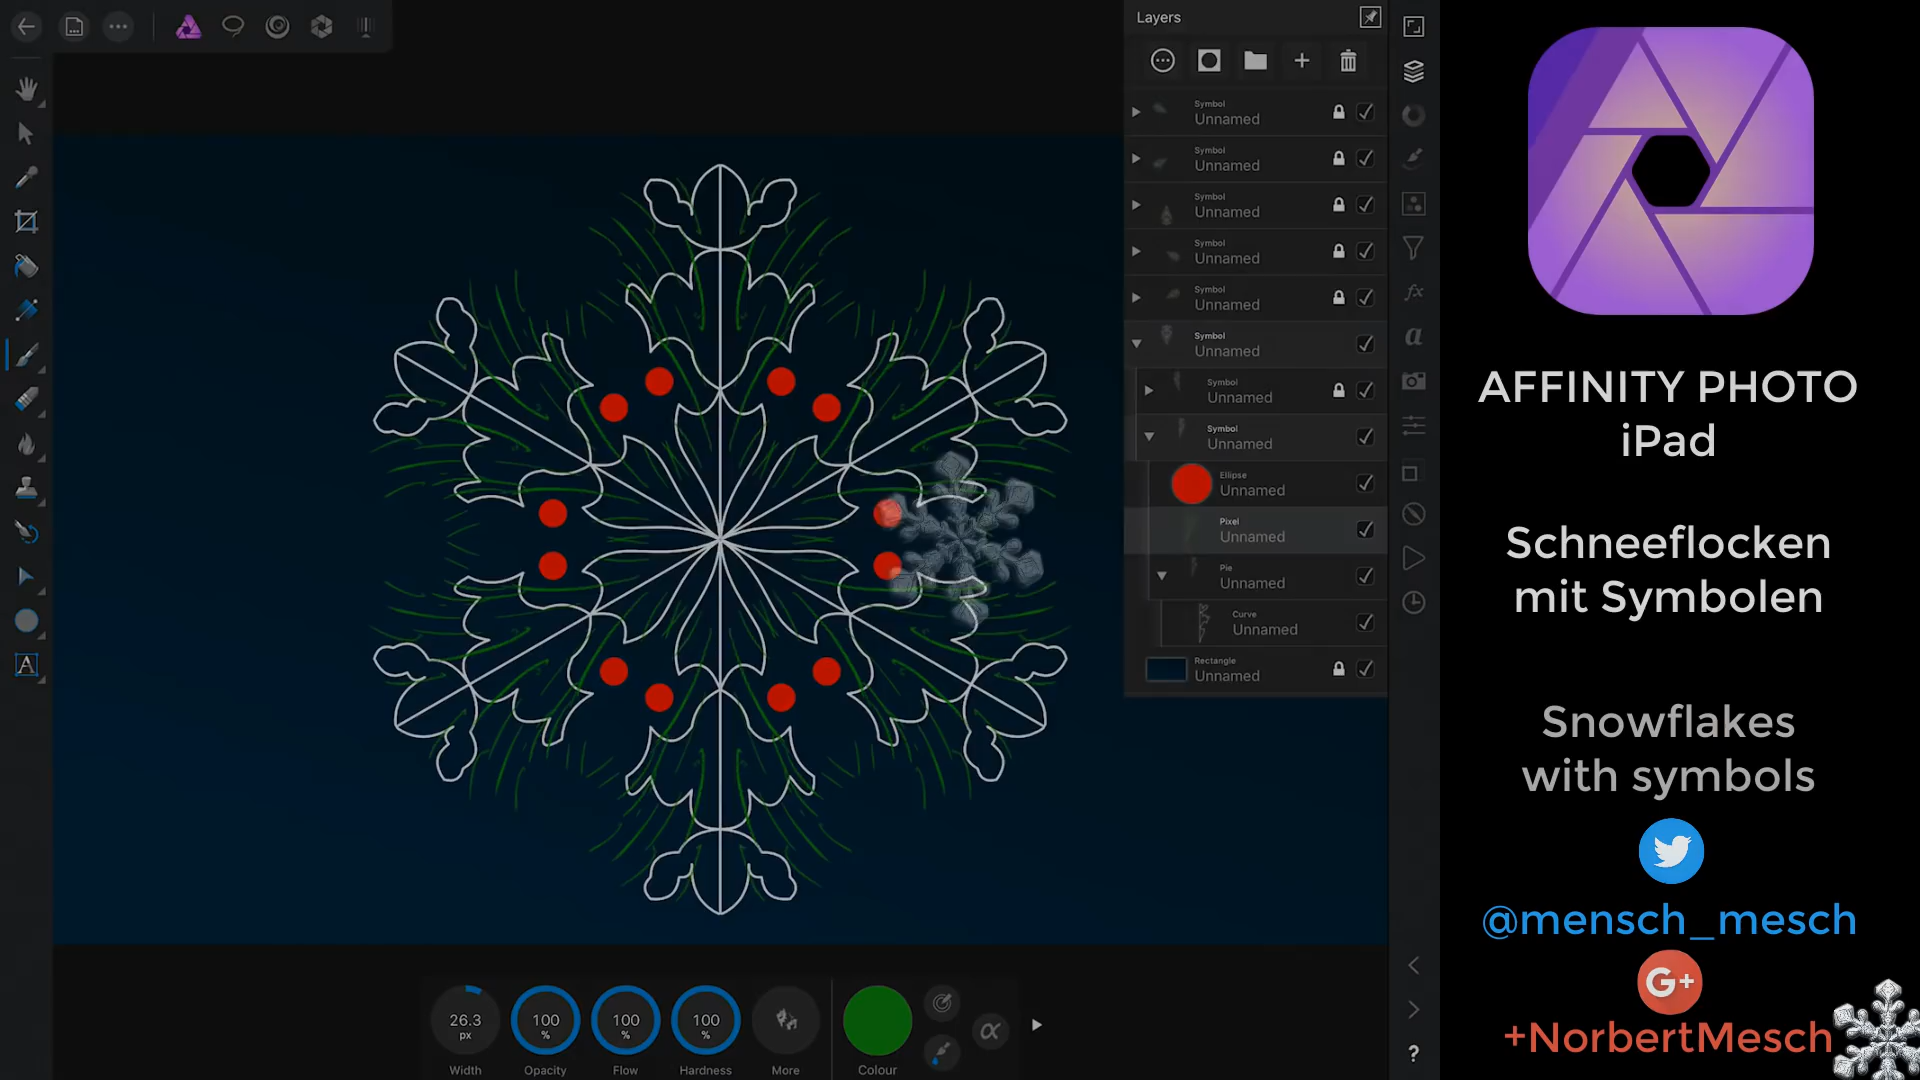 Layers
Symbol
Unnamed
Symbol
Unnamed
Symbol
Unnamed
Symbol
Unnamed
Symbol
Unnamed
Symbol
Unnamed
Symbol
Unnamed
Symbol
Unnamed
Ellipse
Unnamed
Pixel
Unnamed
Pie
Unnamed
Curve
Unnamed
Rectangle
Unnamed
fx
a
A
?
26.3
px
Width
100
%
Opacity
100
%
Flow
100
%
Hardness
More
Colour
α
AFFINITY PHOTO
iPad
Schneeflocken
mit Symbolen
Snowflakes
with symbols
@mensch_mesch
G+
+NorbertMesch